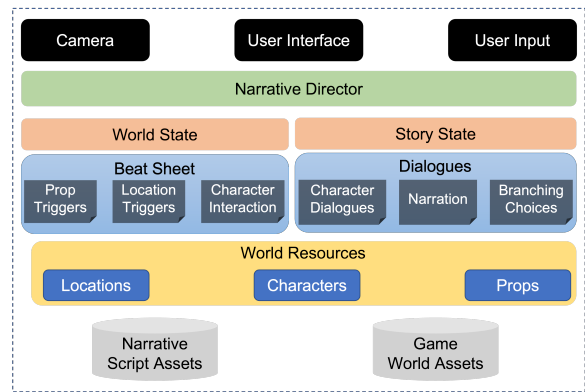 Camera
User Interface
User Input
Narrative Director
World State
Story State
Beat Sheet
Prop
Triggers
Location
Triggers
Character
Interaction
Dialogues
Character
Dialogues
Narration
Branching
Choices
World Resources
Locations
Characters
Props
Narrative
Script Assets
Game
World Assets